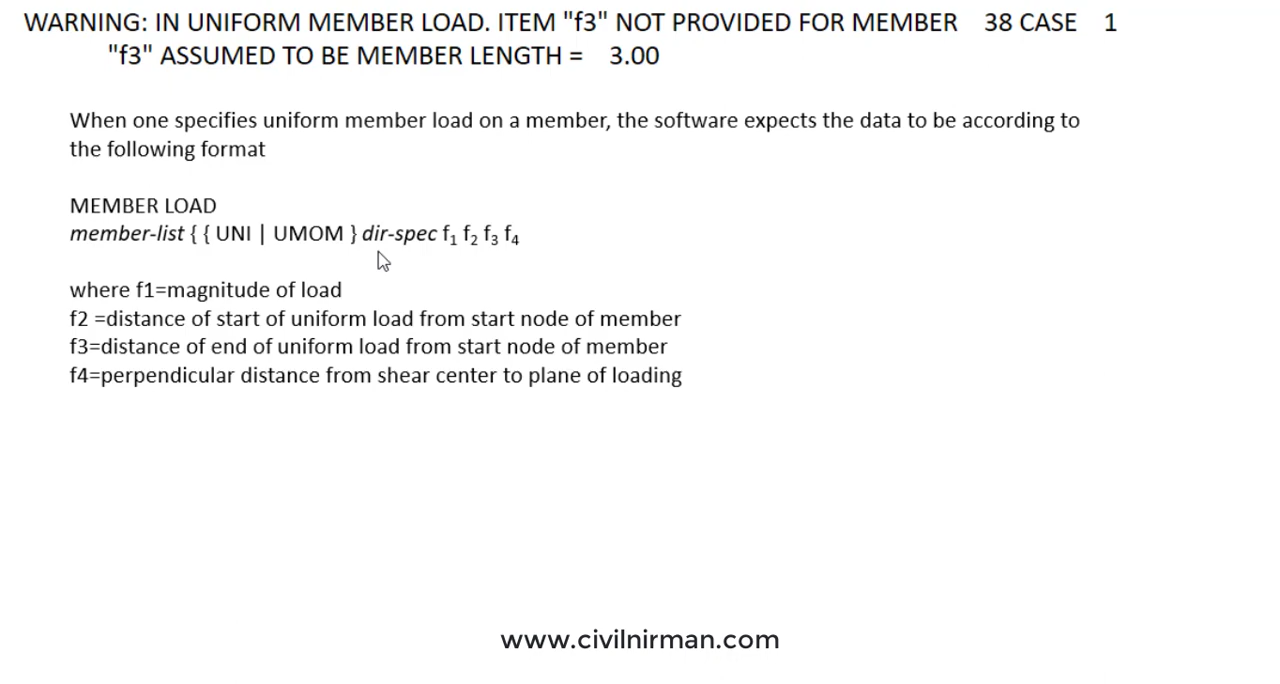 WARNING: IN UNIFORM MEMBER LOAD. ITEM "f3" NOT PROVIDED FOR MEMBER 38 CASE 1
"f3" ASSUMED TO BE MEMBER LENGTH = 3.00
When one specifies uniform member load on a member, the software expects the data to be according to
the following format
MEMBER LOAD
member-list { { UNI | UMOM } dir-spec f₁ f₂ f₃ f₄
where f1=magnitude of load
f2 =distance of start of uniform load from start node of member
f3=distance of end of uniform load from start node of member
f4=perpendicular distance from shear center to plane of loading
www.civilnirman.com